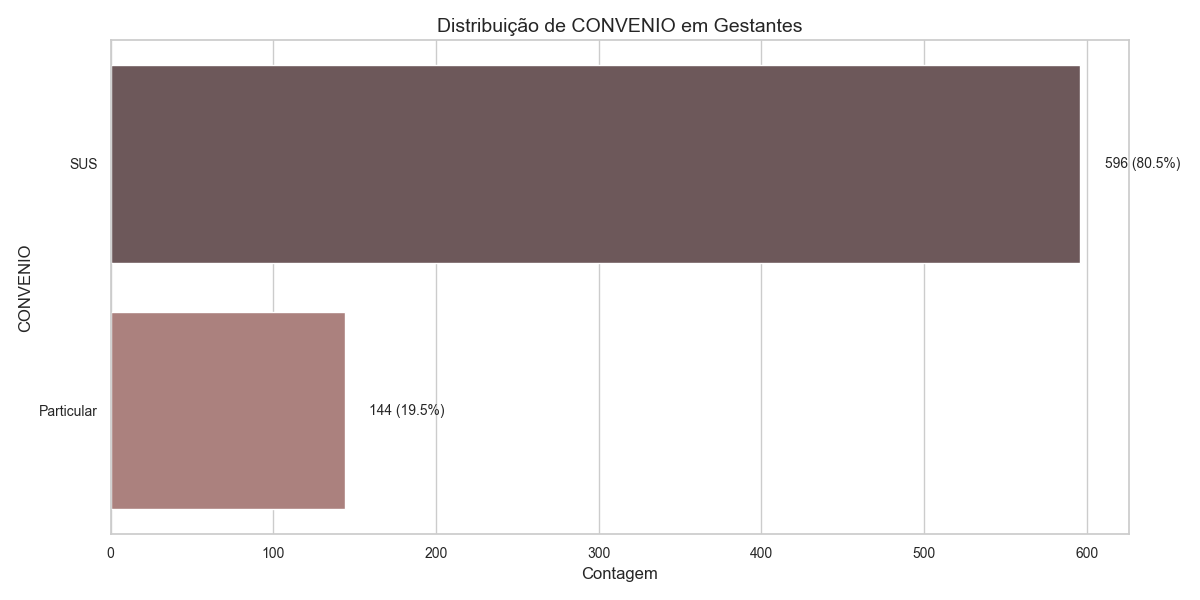 Distribuição de CONVENIO em Gestantes
SUS
596 (80.5%)
CONVENIO
Particular
144 (19.5%)
0 100 200 300 400 500 600
Contagem